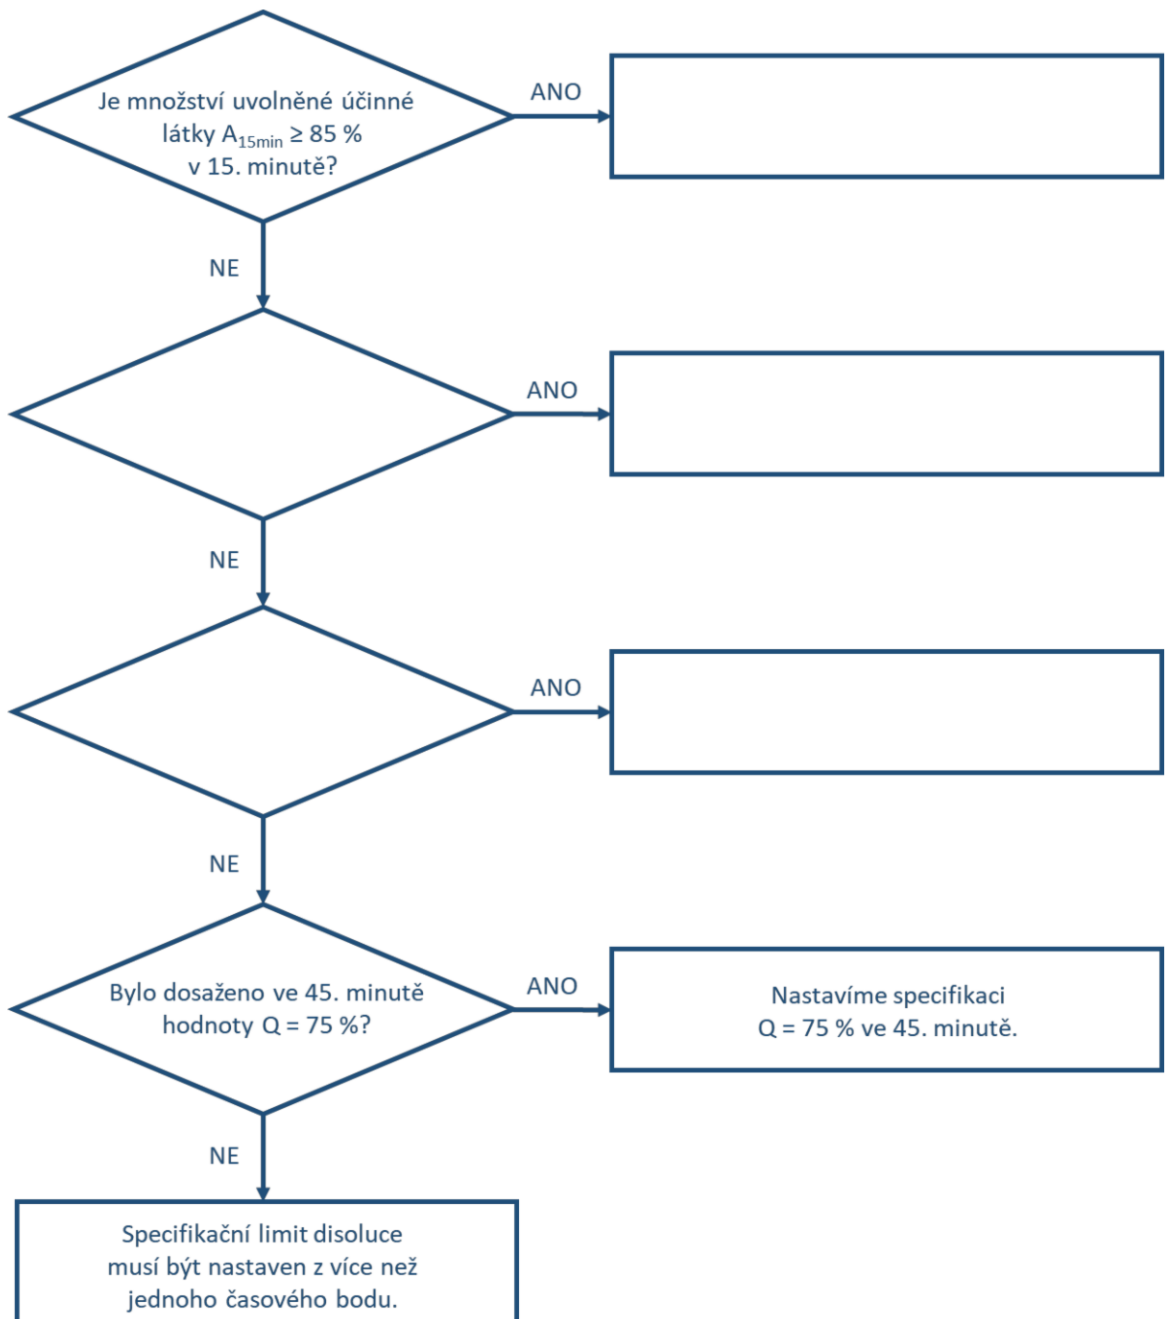 Je množství uvolněné účinné
látky A15min ≥ 85 %
v 15. minutě?
ANO
NE
ANO
NE
ANO
NE
Bylo dosaženo ve 45. minutě
hodnoty Q = 75 %?
ANO
Nastavíme specifikaci
Q = 75 % ve 45. minutě.
NE
Specifikační limit disoluce
musí být nastaven z více než
jednoho časového bodu.